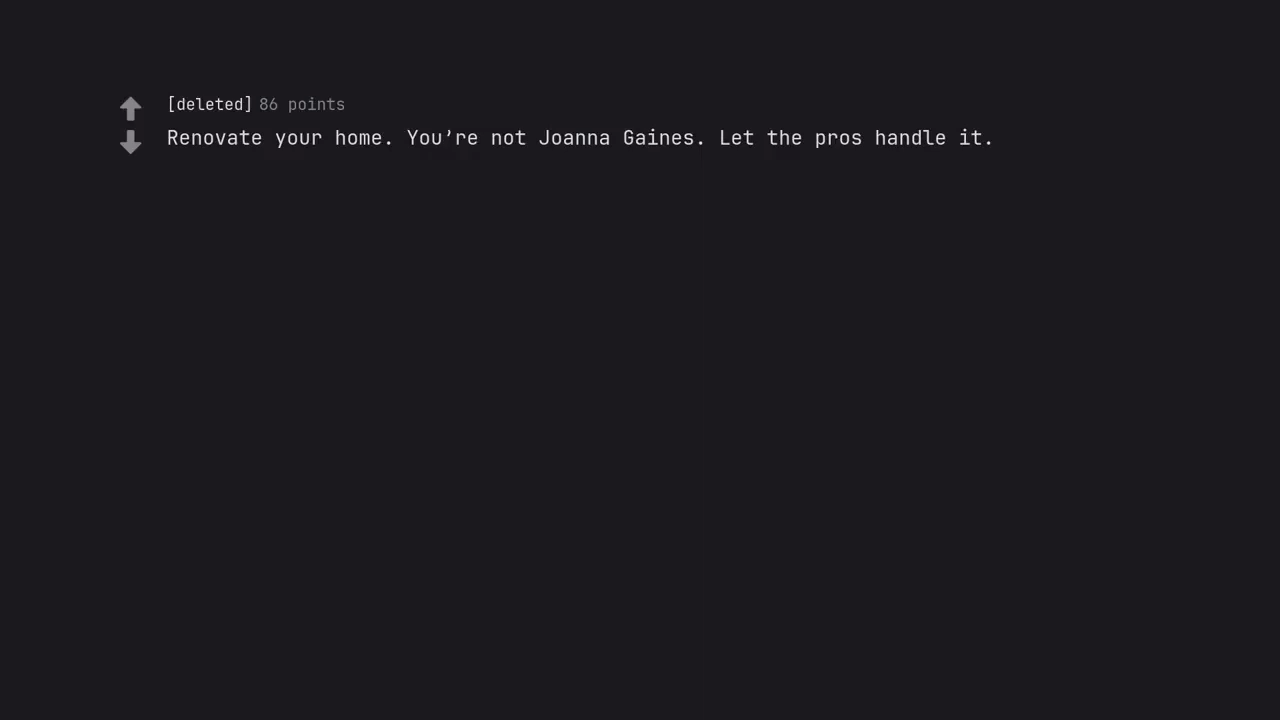 [deleted] 86 points
Renovate your home. You’re not Joanna Gaines. Let the pros handle it.